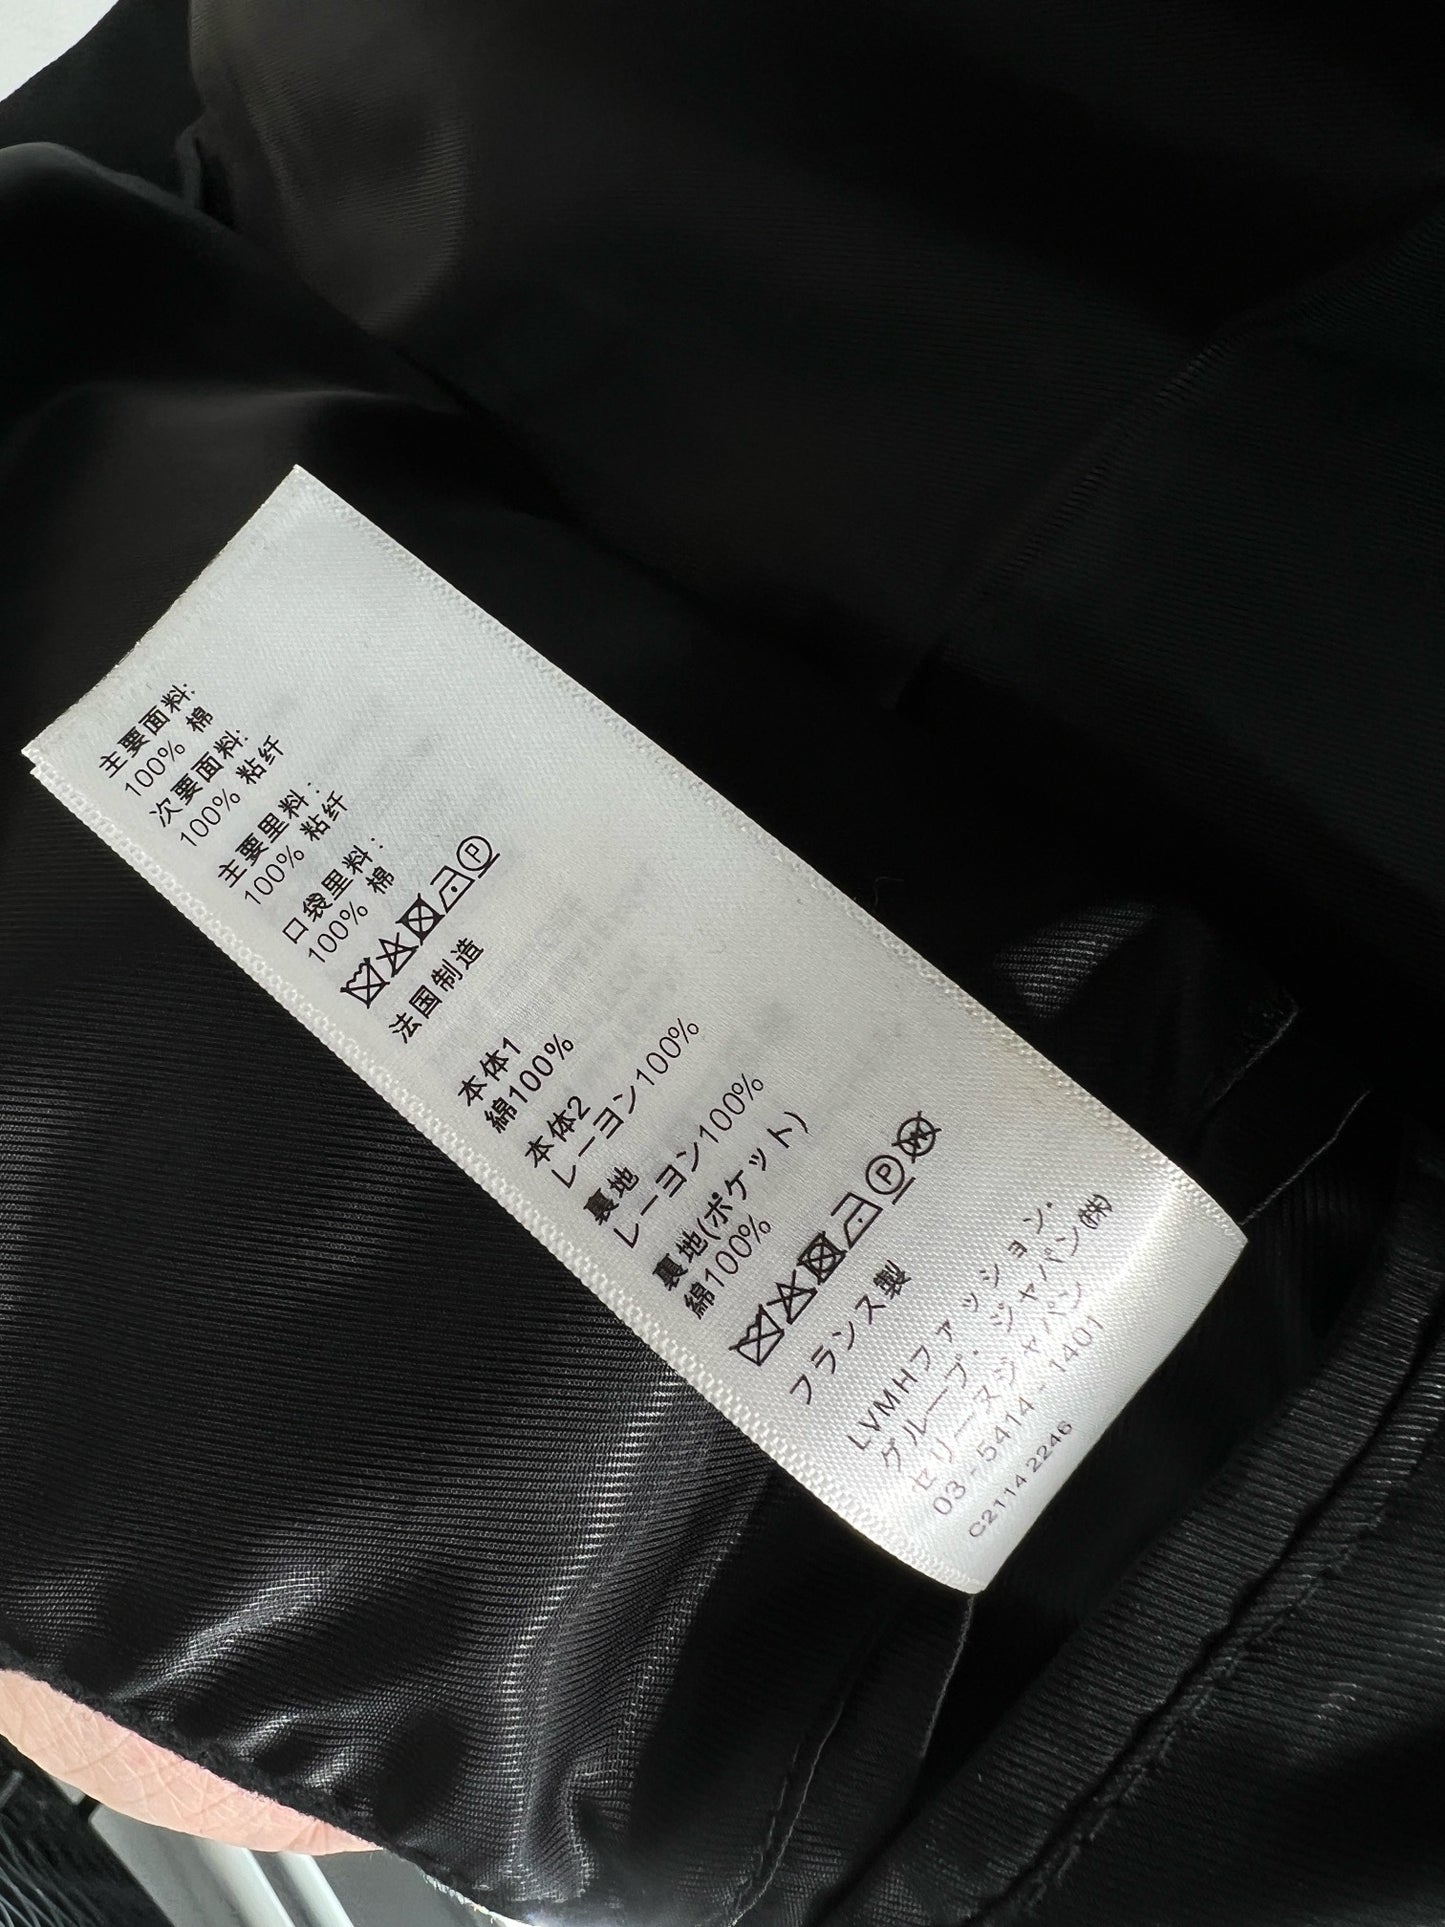 主要面料:
100% 棉
次要面料:
100% 粘纤
主要里料:
100% 粘纤
口袋里料:
100% 棉
P
法国制造
本体1
綿100%
本体2
レーヨン100%
裏地
レーヨン100%
裏地(ポケット)
綿100%
P W
フランス製
LVMHファッション・
グループ・ジャパン㈱
セリーヌジャパン
03-5414-1401
C2114 2246